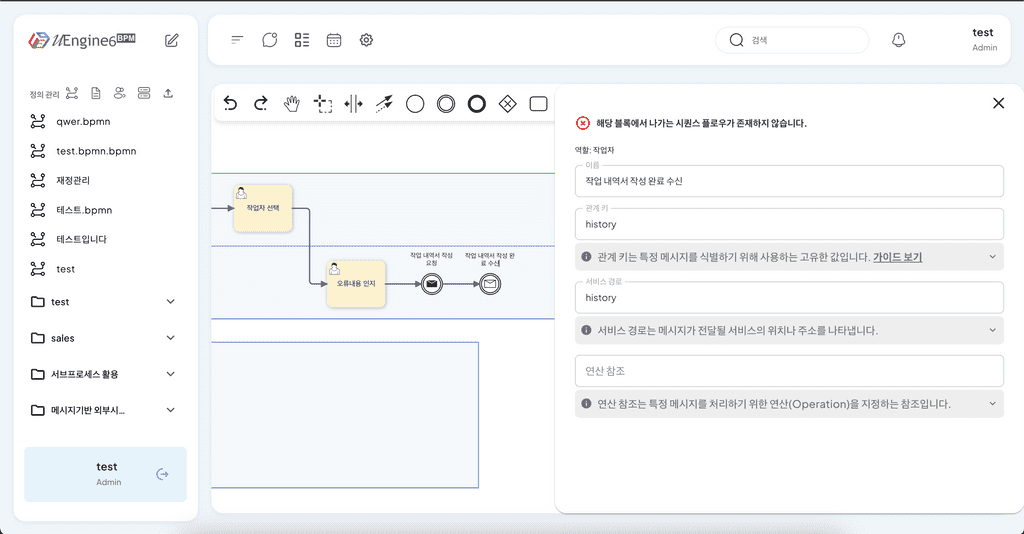 uEngine6 BPM
정의 관리
qwer.bpmn
test.bpmn.bpmn
재정관리
테스트.bpmn
테스트입니다
test
test
sales
서브프로세스 활용
메시지기반 외부시...
test
Admin
검색
test
Admin
작업자 선택
오류내용 인지
작업 내역서 작성
요청
작업 내역서 작성 완
료 수신
해당 블록에서 나가는 시퀀스 플로우가 존재하지 않습니다.
역할: 작업자
이름
작업 내역서 작성 완료 수신
관계 키
history
관계 키는 특정 메시지를 식별하기 위해 사용하는 고유한 값입니다. 가이드 보기
서비스 경로
history
서비스 경로는 메시지가 전달될 서비스의 위치나 주소를 나타냅니다.
연산 참조
연산 참조는 특정 메시지를 처리하기 위한 연산(Operation)을 지정하는 참조입니다.